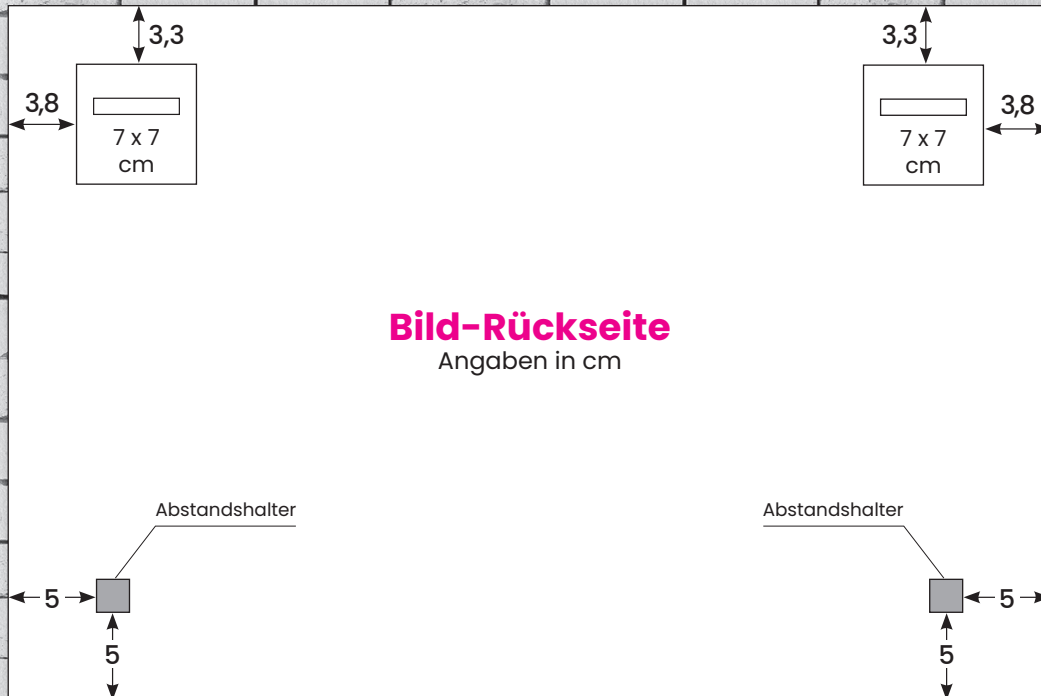 3,3
3,3
3,8
3,8
7 x 7
cm
7 x 7
cm
Bild-Rückseite
Angaben in cm
Abstandshalter
Abstandshalter
5
5
5
5